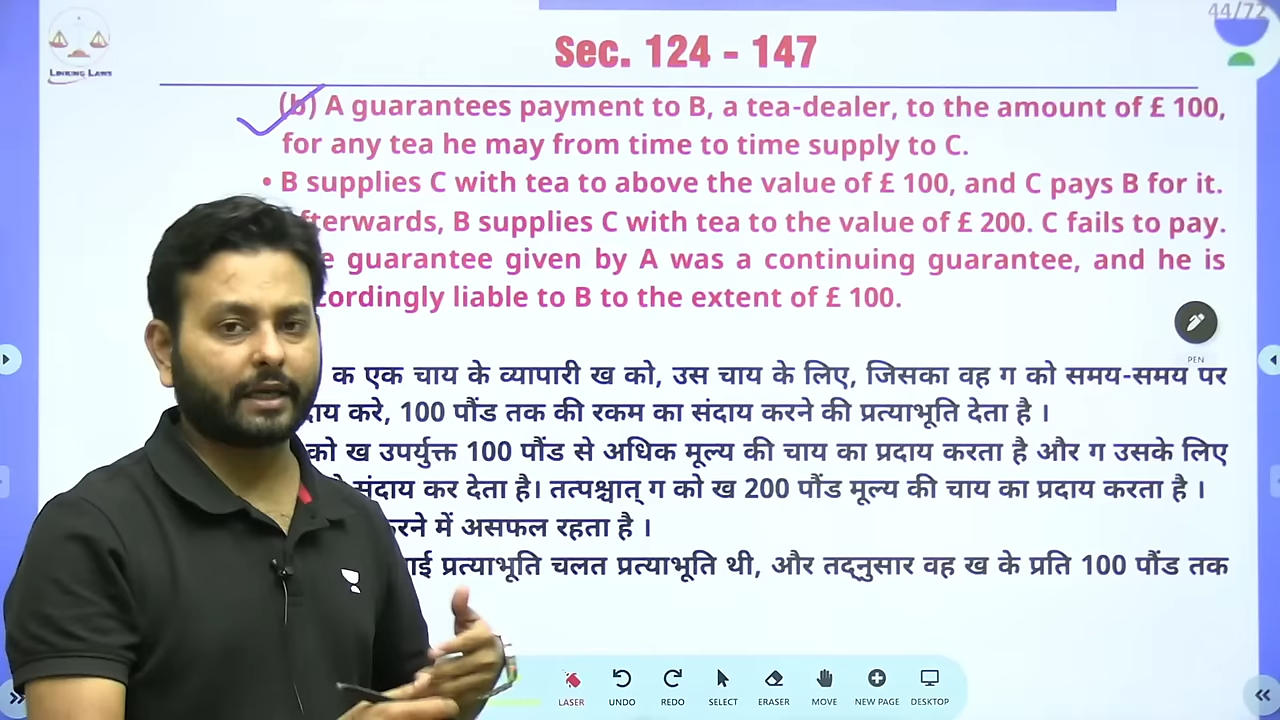 44/72
LINKING LAWS
Sec. 124 - 147
(b) A guarantees payment to B, a tea-dealer, to the amount of £ 100,
for any tea he may from time to time supply to C.
• B supplies C with tea to above the value of £ 100, and C pays B for it.
fterwards, B supplies C with tea to the value of £ 200. C fails to pay.
e guarantee given by A was a continuing guarantee, and he is
cordingly liable to B to the extent of £ 100.
PEN
क एक चाय के व्यापारी ख को, उस चाय के लिए, जिसका वह ग को समय-समय पर
दाय करे, 100 पौंड तक की रकम का संदाय करने की प्रत्याभूति देता है ।
को ख उपर्युक्त 100 पौंड से अधिक मूल्य की चाय का प्रदाय करता है और ग उसके लिए
संदाय कर देता है। तत्पश्चात् ग को ख 200 पौंड मूल्य की चाय का प्रदाय करता है ।
रने में असफल रहता है ।
गई प्रत्याभूति चलत प्रत्याभूति थी, और तद्नुसार वह ख के प्रति 100 पौंड तक
LASER UNDO REDO SELECT ERASER MOVE NEW PAGE DESKTOP